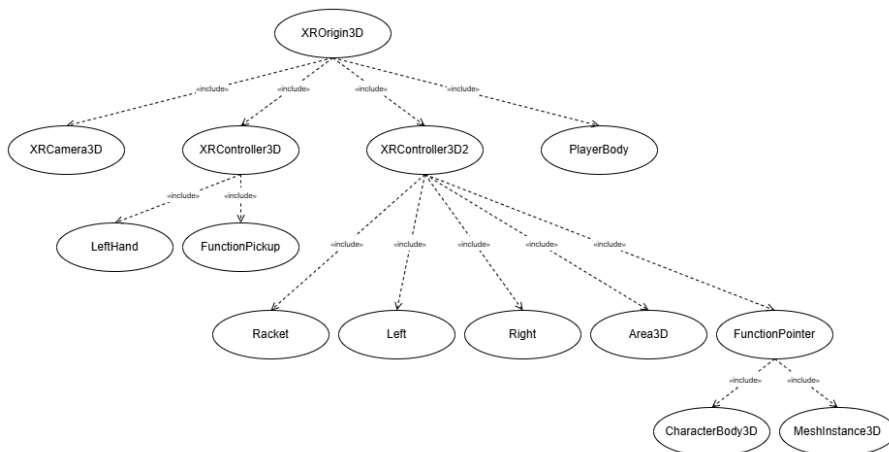 XROrigin3D
«include»
«include»
«include»
«include»
XRCamera3D
XRController3D
XRController3D2
PlayerBody
«include»
«include»
LeftHand
FunctionPickup
«include»
«include»
«include»
«include»
«include»
Racket
Left
Right
Area3D
FunctionPointer
«include»
«include»
CharacterBody3D
MeshInstance3D